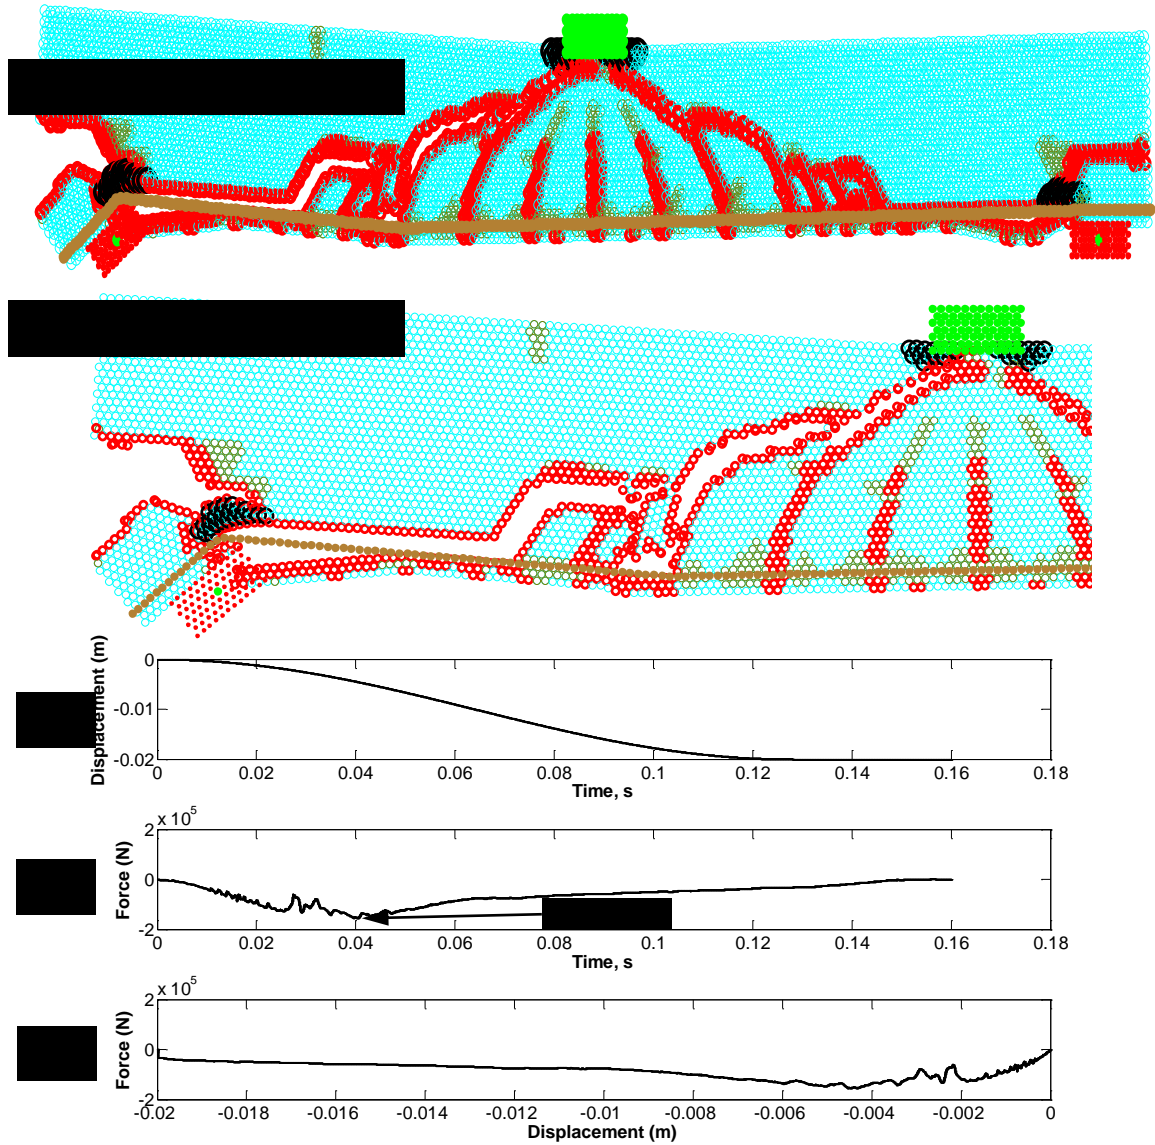 Displacement (m)
0
-0.01
-0.02
0 0.02 0.04 0.06 0.08 0.1 0.12 0.14 0.16 0.18
Time, s
x 10^5
Force (N)
2
0
-2
0 0.02 0.04 0.06 0.08 0.1 0.12 0.14 0.16 0.18
Time, s
x 10^5
Force (N)
2
0
-2
-0.02 -0.018 -0.016 -0.014 -0.012 -0.01 -0.008 -0.006 -0.004 -0.002 0
Displacement (m)